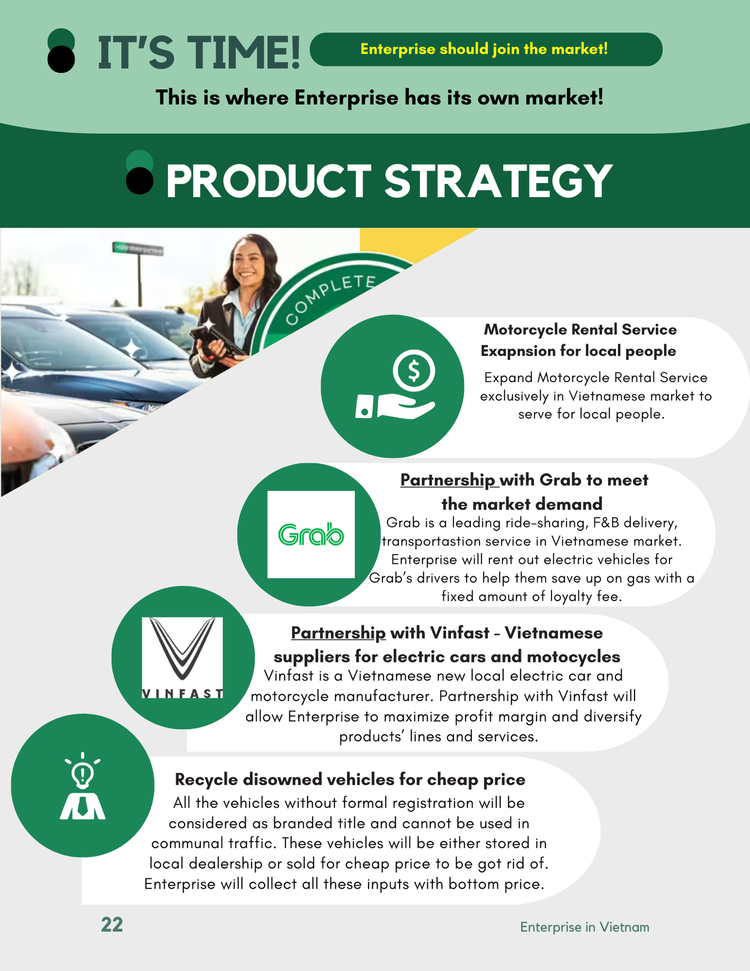 IT'S TIME!
Enterprise should join the market!
This is where Enterprise has its own market!
PRODUCT STRATEGY
COMPLETE
Motorcycle Rental Service
Exapnsion for local people
Expand Motorcycle Rental Service
exclusively in Vietnamese market to
serve for local people.
Partnership with Grab to meet
the market demand
Grab
Grab is a leading ride-sharing, F&B delivery,
transportastion service in Vietnamese market.
Enterprise will rent out electric vehicles for
Grab's drivers to help them save up on gas with a
fixed amount of loyalty fee.
Partnership with Vinfast - Vietnamese
suppliers for electric cars and motocycles
VINFAST
Vinfast is a Vietnamese new local electric car and
motorcycle manufacturer. Partnership with Vinfast will
allow Enterprise to maximize profit margin and diversify
products' lines and services.
Recycle disowned vehicles for cheap price
All the vehicles without formal registration will be
considered as branded title and cannot be used in
communal traffic. These vehicles will be either stored in
local dealership or sold for cheap price to be got rid of.
Enterprise will collect all these inputs with bottom price.
22
Enterprise in Vietnam